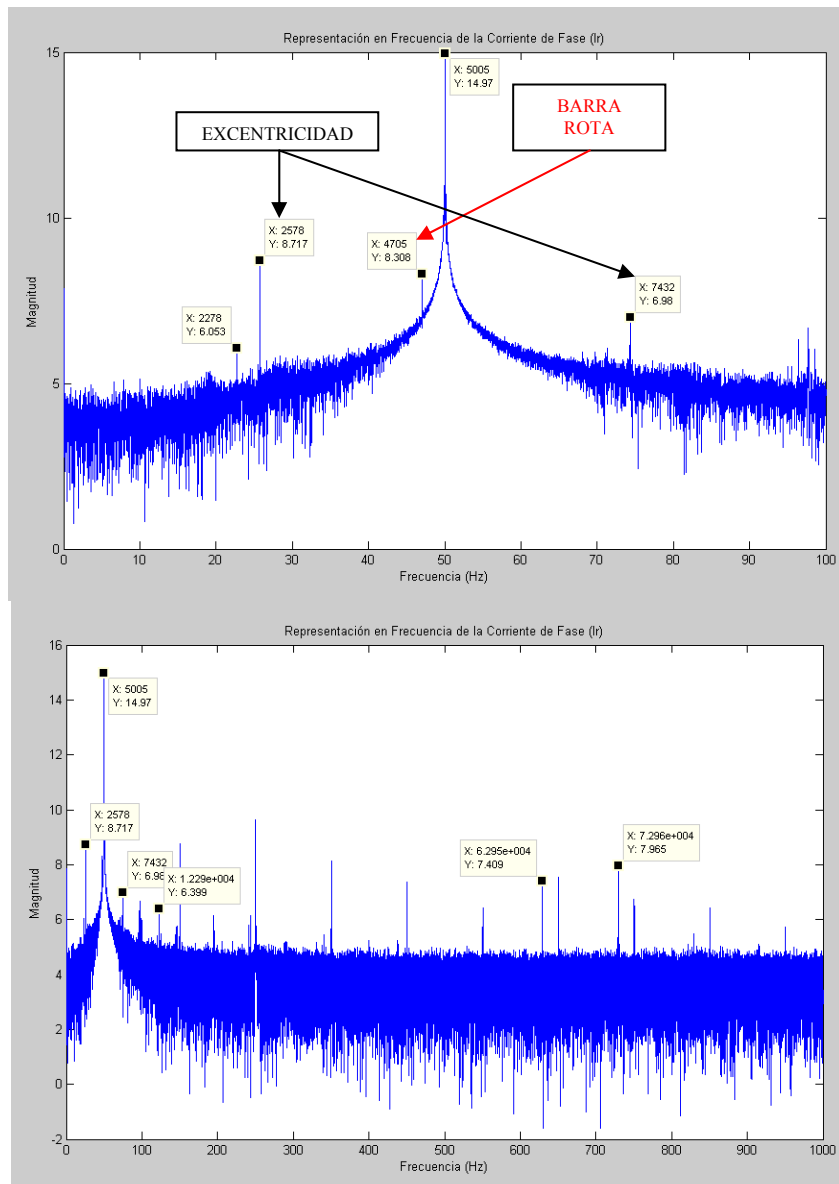 Representación en Frecuencia de la Corriente de Fase (Ir)
15
X: 5005
Y: 14.97
BARRA
ROTA
EXCENTRICIDAD
10
X: 2578
Y: 8.717
X: 4705
Y: 8.308
X: 7432
Y: 6.98
X: 2278
Y: 6.053
Magnitud
5
0
0 10 20 30 40 50 60 70 80 90 100
Frecuencia (Hz)
Representación en Frecuencia de la Corriente de Fase (Ir)
16
X: 5005
Y: 14.97
14
12
10
X: 2578
Y: 8.717
X: 7432
Y: 6.98
X: 1.229e+004
Y: 6.399
X: 6.295e+004
Y: 7.409
X: 7.296e+004
Y: 7.965
8
Magnitud
6
4
2
0
-2
0 100 200 300 400 500 600 700 800 900 1000
Frecuencia (Hz)